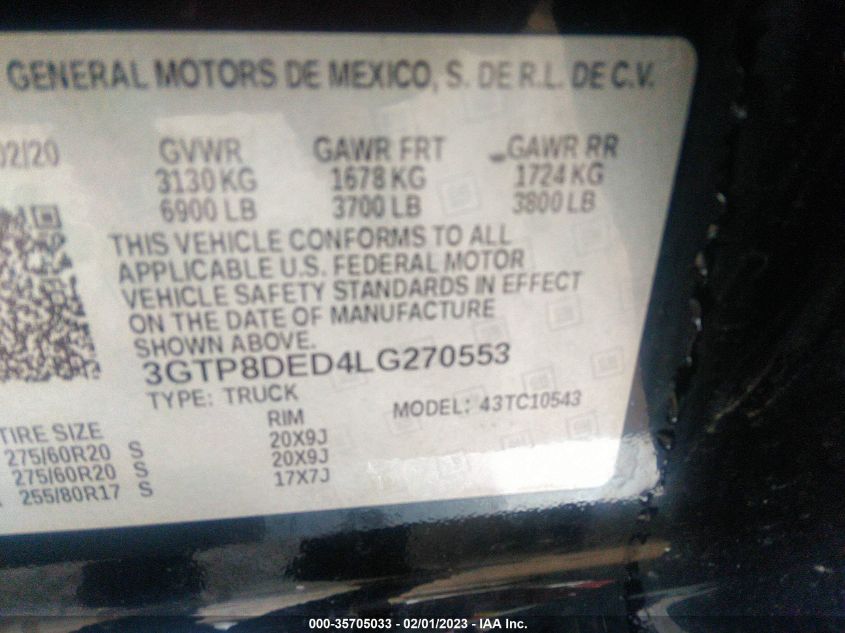 GENERAL MOTORS DE MEXICO, S. DE R.L. DE C.V.
02/20 GVWR GAWR FRT GAWR RR
3130 KG 1678 KG 1724 KG
6900 LB 3700 LB 3800 LB
THIS VEHICLE CONFORMS TO ALL
APPLICABLE U.S. FEDERAL MOTOR
VEHICLE SAFETY STANDARDS IN EFFECT
ON THE DATE OF MANUFACTURE
SHOWN ABOVE.
3GTP8DED4LG270553
TYPE: TRUCK MODEL: 43TC10543
TIRE SIZE RIM
275/60R20 S 20X9J
275/60R20 S 20X9J
255/80R17 S 17X7J
000-35705033 - 02/01/2023 - IAA Inc.